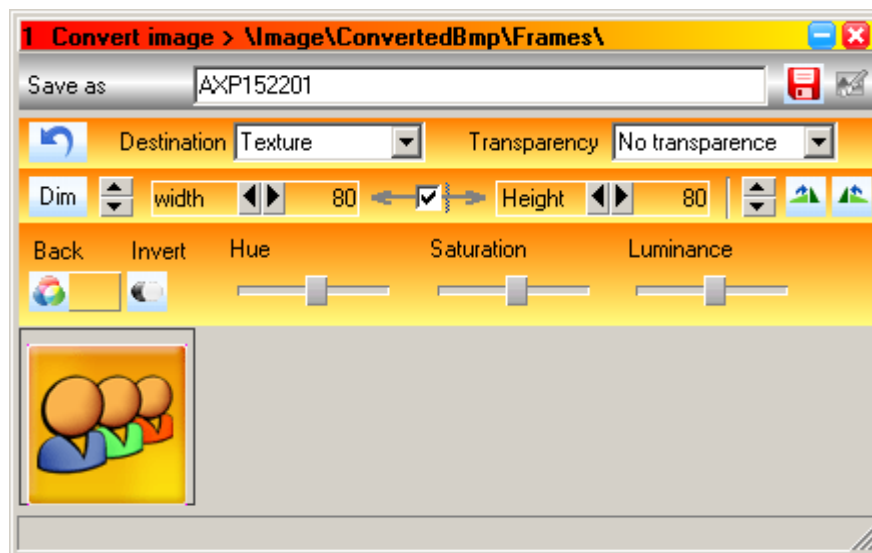 1 Convert image > \Image\ConvertedBmp\Frames\
Save as AXP152201
Destination Texture Transparency No transparence
Dim width 80 Height 80
Back Invert Hue Saturation Luminance